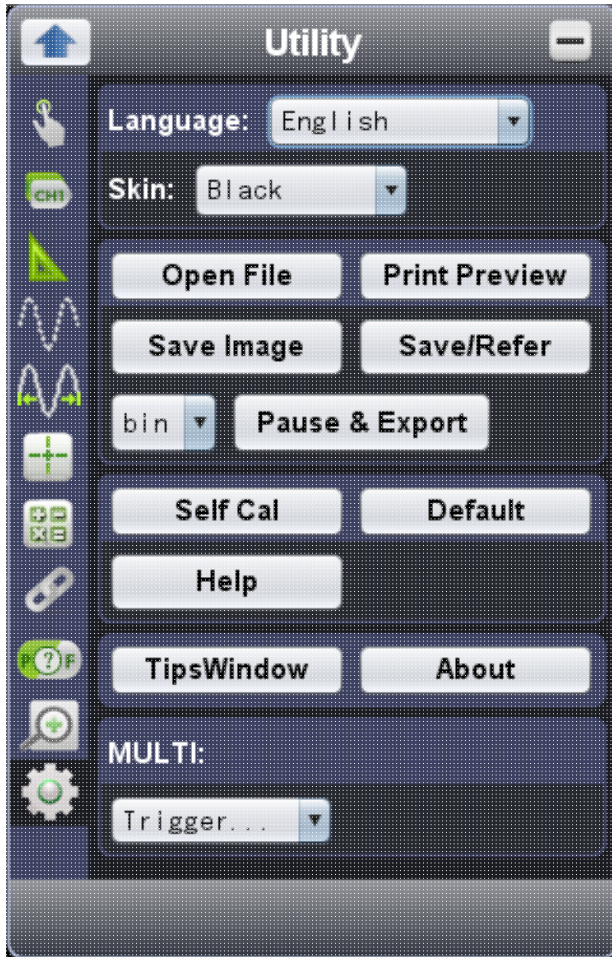 Utility
Language: English
CH1
Skin: Black
Open File Print Preview
Save Image Save/Refer
bin Pause & Export
Self Cal Default
Help
P ? F
TipsWindow About
MULTI:
Trigger...